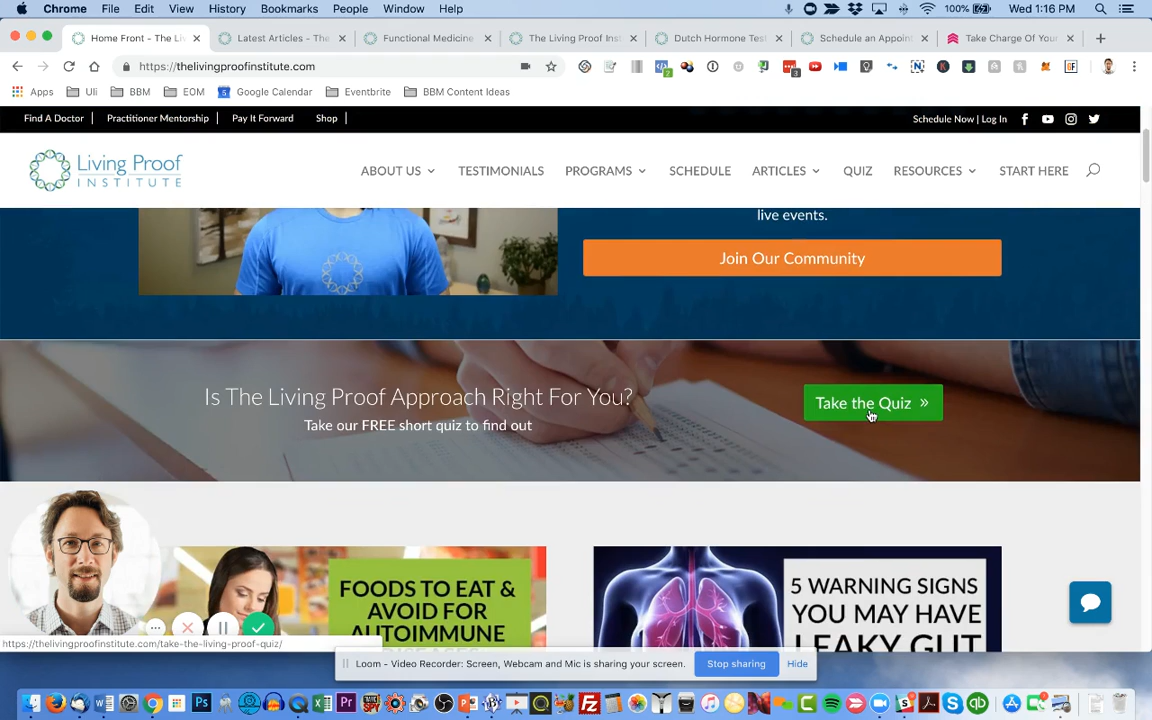 Chrome File Edit View History Bookmarks People Window Help 100% Wed 1:16 PM
Home Front - The Liv
Latest Articles - The
Functional Medicine
The Living Proof Inst
Dutch Hormone Test
Schedule an Appoint
Take Charge Of Your
https://thelivingproofinstitute.com
Apps Uli BBM EOM Google Calendar Eventbrite BBM Content Ideas
Find A Doctor Practitioner Mentorship Pay It Forward Shop Schedule Now | Log In
Living Proof
INSTITUTE
ABOUT US TESTIMONIALS PROGRAMS SCHEDULE ARTICLES QUIZ RESOURCES START HERE
live events.
Join Our Community
Is The Living Proof Approach Right For You?
Take our FREE short quiz to find out
Take the Quiz »
FOODS TO EAT &
AVOID FOR
AUTOIMMUNE
5 WARNING SIGNS
YOU MAY HAVE
LEAKY GUT
https://thelivingproofinstitute.com/take-the-living-proof-quiz/
Loom - Video Recorder: Screen, Webcam and Mic is sharing your screen. Stop sharing Hide